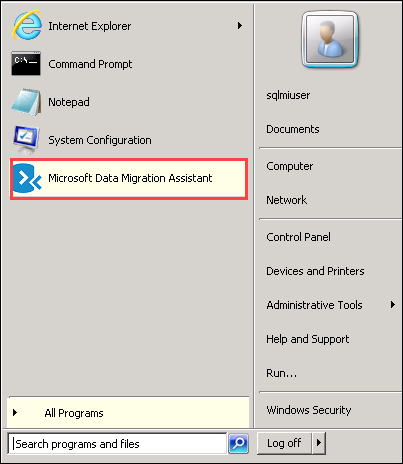 Internet Explorer
Command Prompt
Notepad
System Configuration
Microsoft Data Migration Assistant
All Programs
Search programs and files
sqlmiuser
Documents
Computer
Network
Control Panel
Devices and Printers
Administrative Tools
Help and Support
Run...
Windows Security
Log off